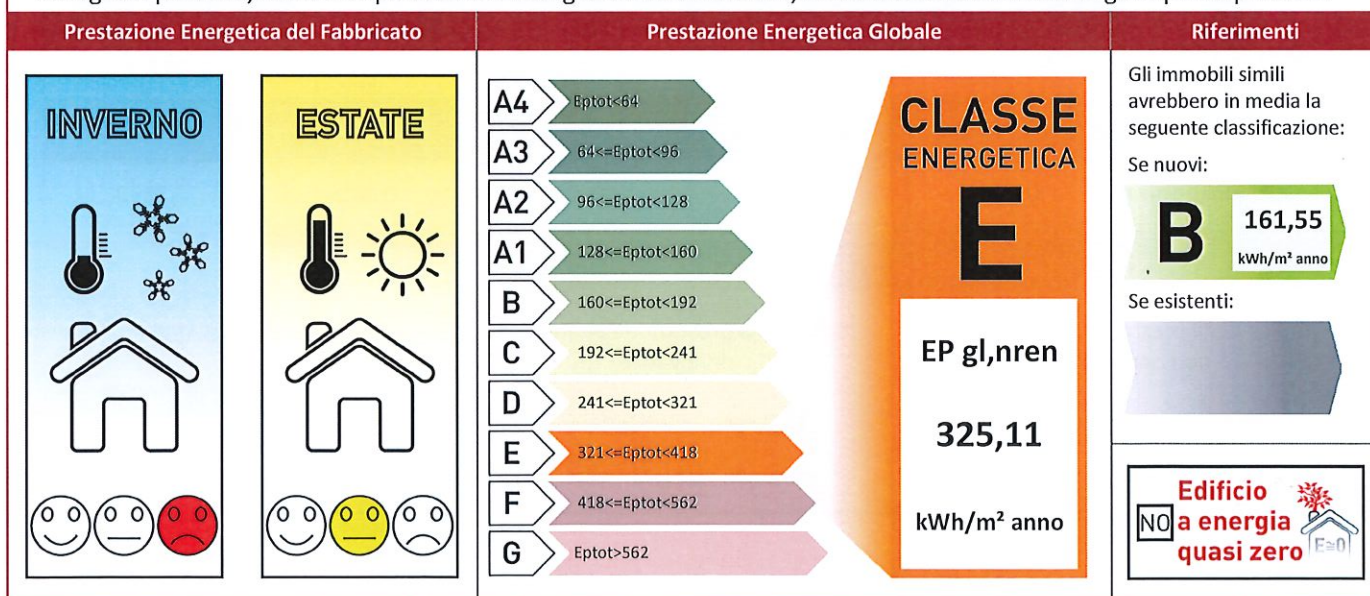 Prestazione Energetica del Fabbricato
Prestazione Energetica Globale
Riferimenti
INVERNO
ESTATE
A4 Eptot<64
A3 64<=Eptot<96
A2 96<=Eptot<128
A1 128<=Eptot<160
B 160<=Eptot<192
C 192<=Eptot<241
D 241<=Eptot<321
E 321<=Eptot<418
F 418<=Eptot<562
G Eptot>562
CLASSE
ENERGETICA
E
EP gl,nren
325,11
kWh/m² anno
Gli immobili simili
avrebbero in media la
seguente classificazione:
Se nuovi:
B 161,55
kWh/m² anno
Se esistenti:
Edificio
NO a energia
quasi zero E≅0